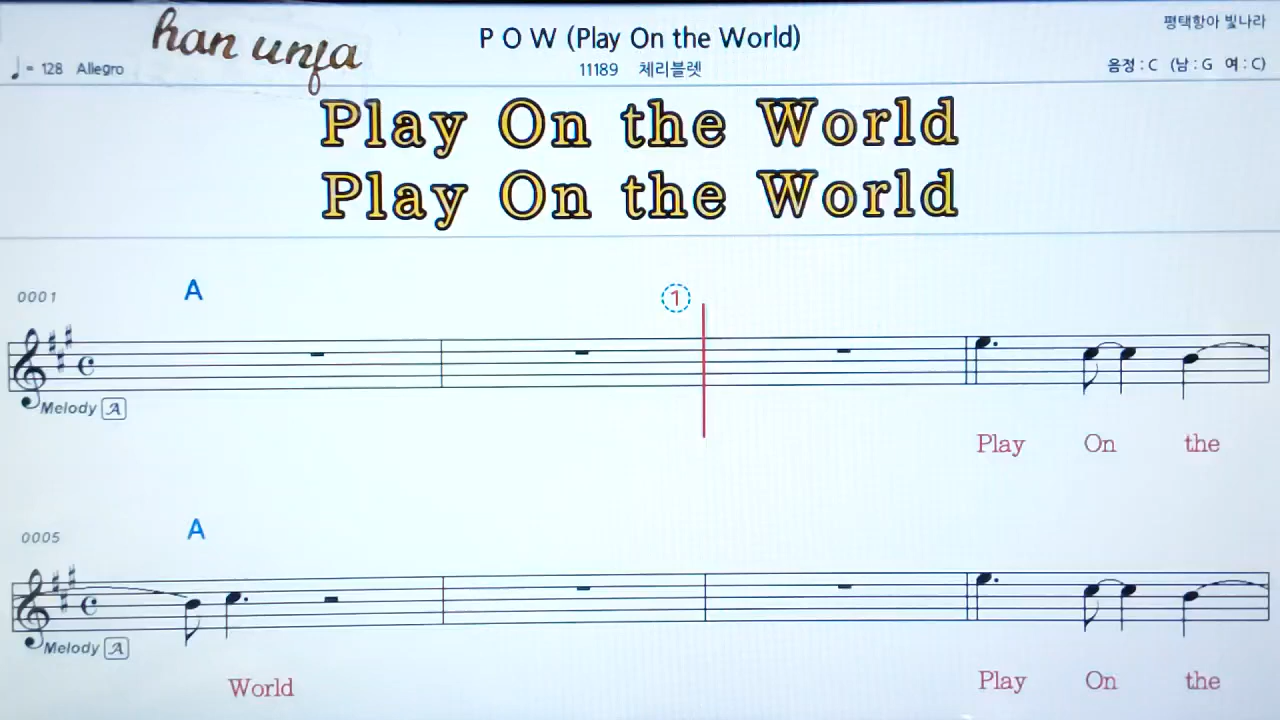 han unja
P O W (Play On the World)
평택항아 빛나라
♩ = 128 Allegro
11189 체리블렛
음정 : C (남 : G 여 : C)
Play On the World
Play On the World
0001
A
1
Melody A
Play On the
0005
A
Melody A
World Play On the